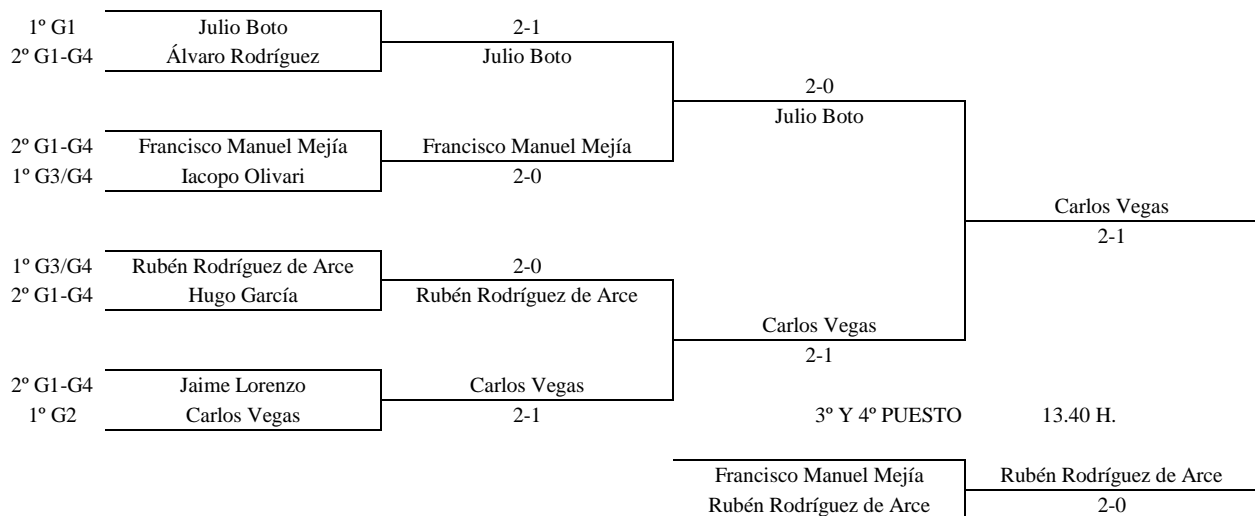 1º G1 Julio Boto 2-1
2º G1-G4 Álvaro Rodríguez Julio Boto
2-0
Julio Boto
2º G1-G4 Francisco Manuel Mejía Francisco Manuel Mejía
1º G3/G4 Iacopo Olivari 2-0
Carlos Vegas
2-1
1º G3/G4 Rubén Rodríguez de Arce 2-0
2º G1-G4 Hugo García Rubén Rodríguez de Arce
Carlos Vegas
2-1
2º G1-G4 Jaime Lorenzo Carlos Vegas
1º G2 Carlos Vegas 2-1 3º Y 4º PUESTO 13.40 H.
Francisco Manuel Mejía Rubén Rodríguez de Arce
Rubén Rodríguez de Arce 2-0